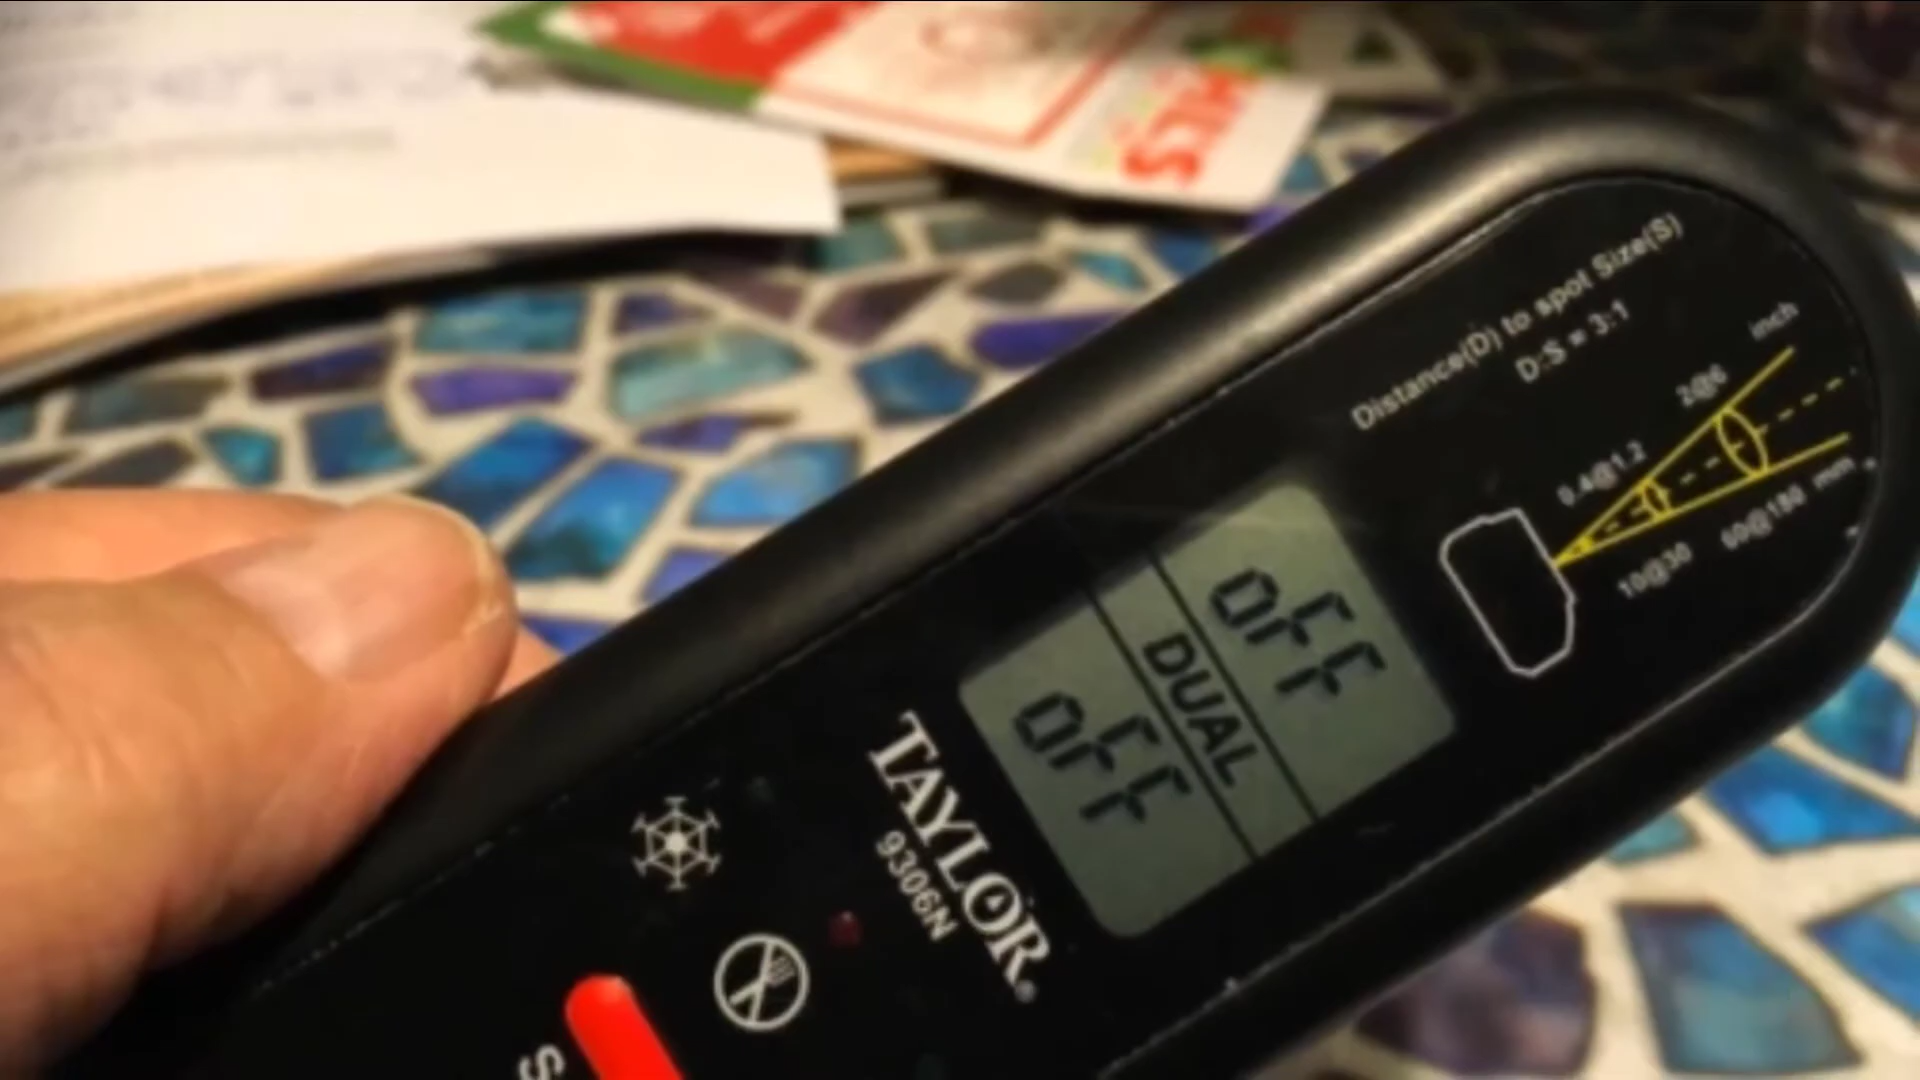 Distance(D) to spot Size(S)
D:S = 3:1
inch
2@6
0.4@1.2
10@30
60@180 mm
OFF
DUAL
OFF
TAYLOR
9306N
S